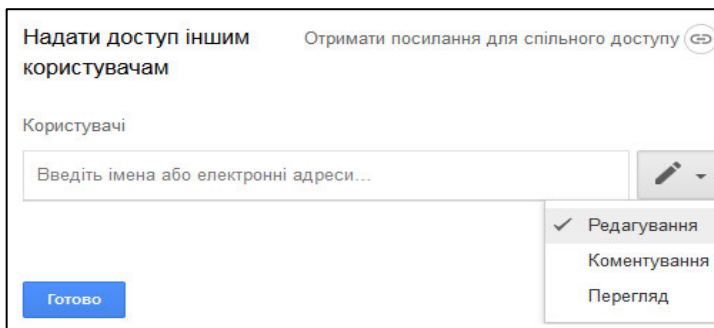 Надати доступ іншим
користувачам
Отримати посилання для спільного доступу
Користувачі
Введіть імена або електронні адреси...
Редагування
Коментування
Перегляд
Готово